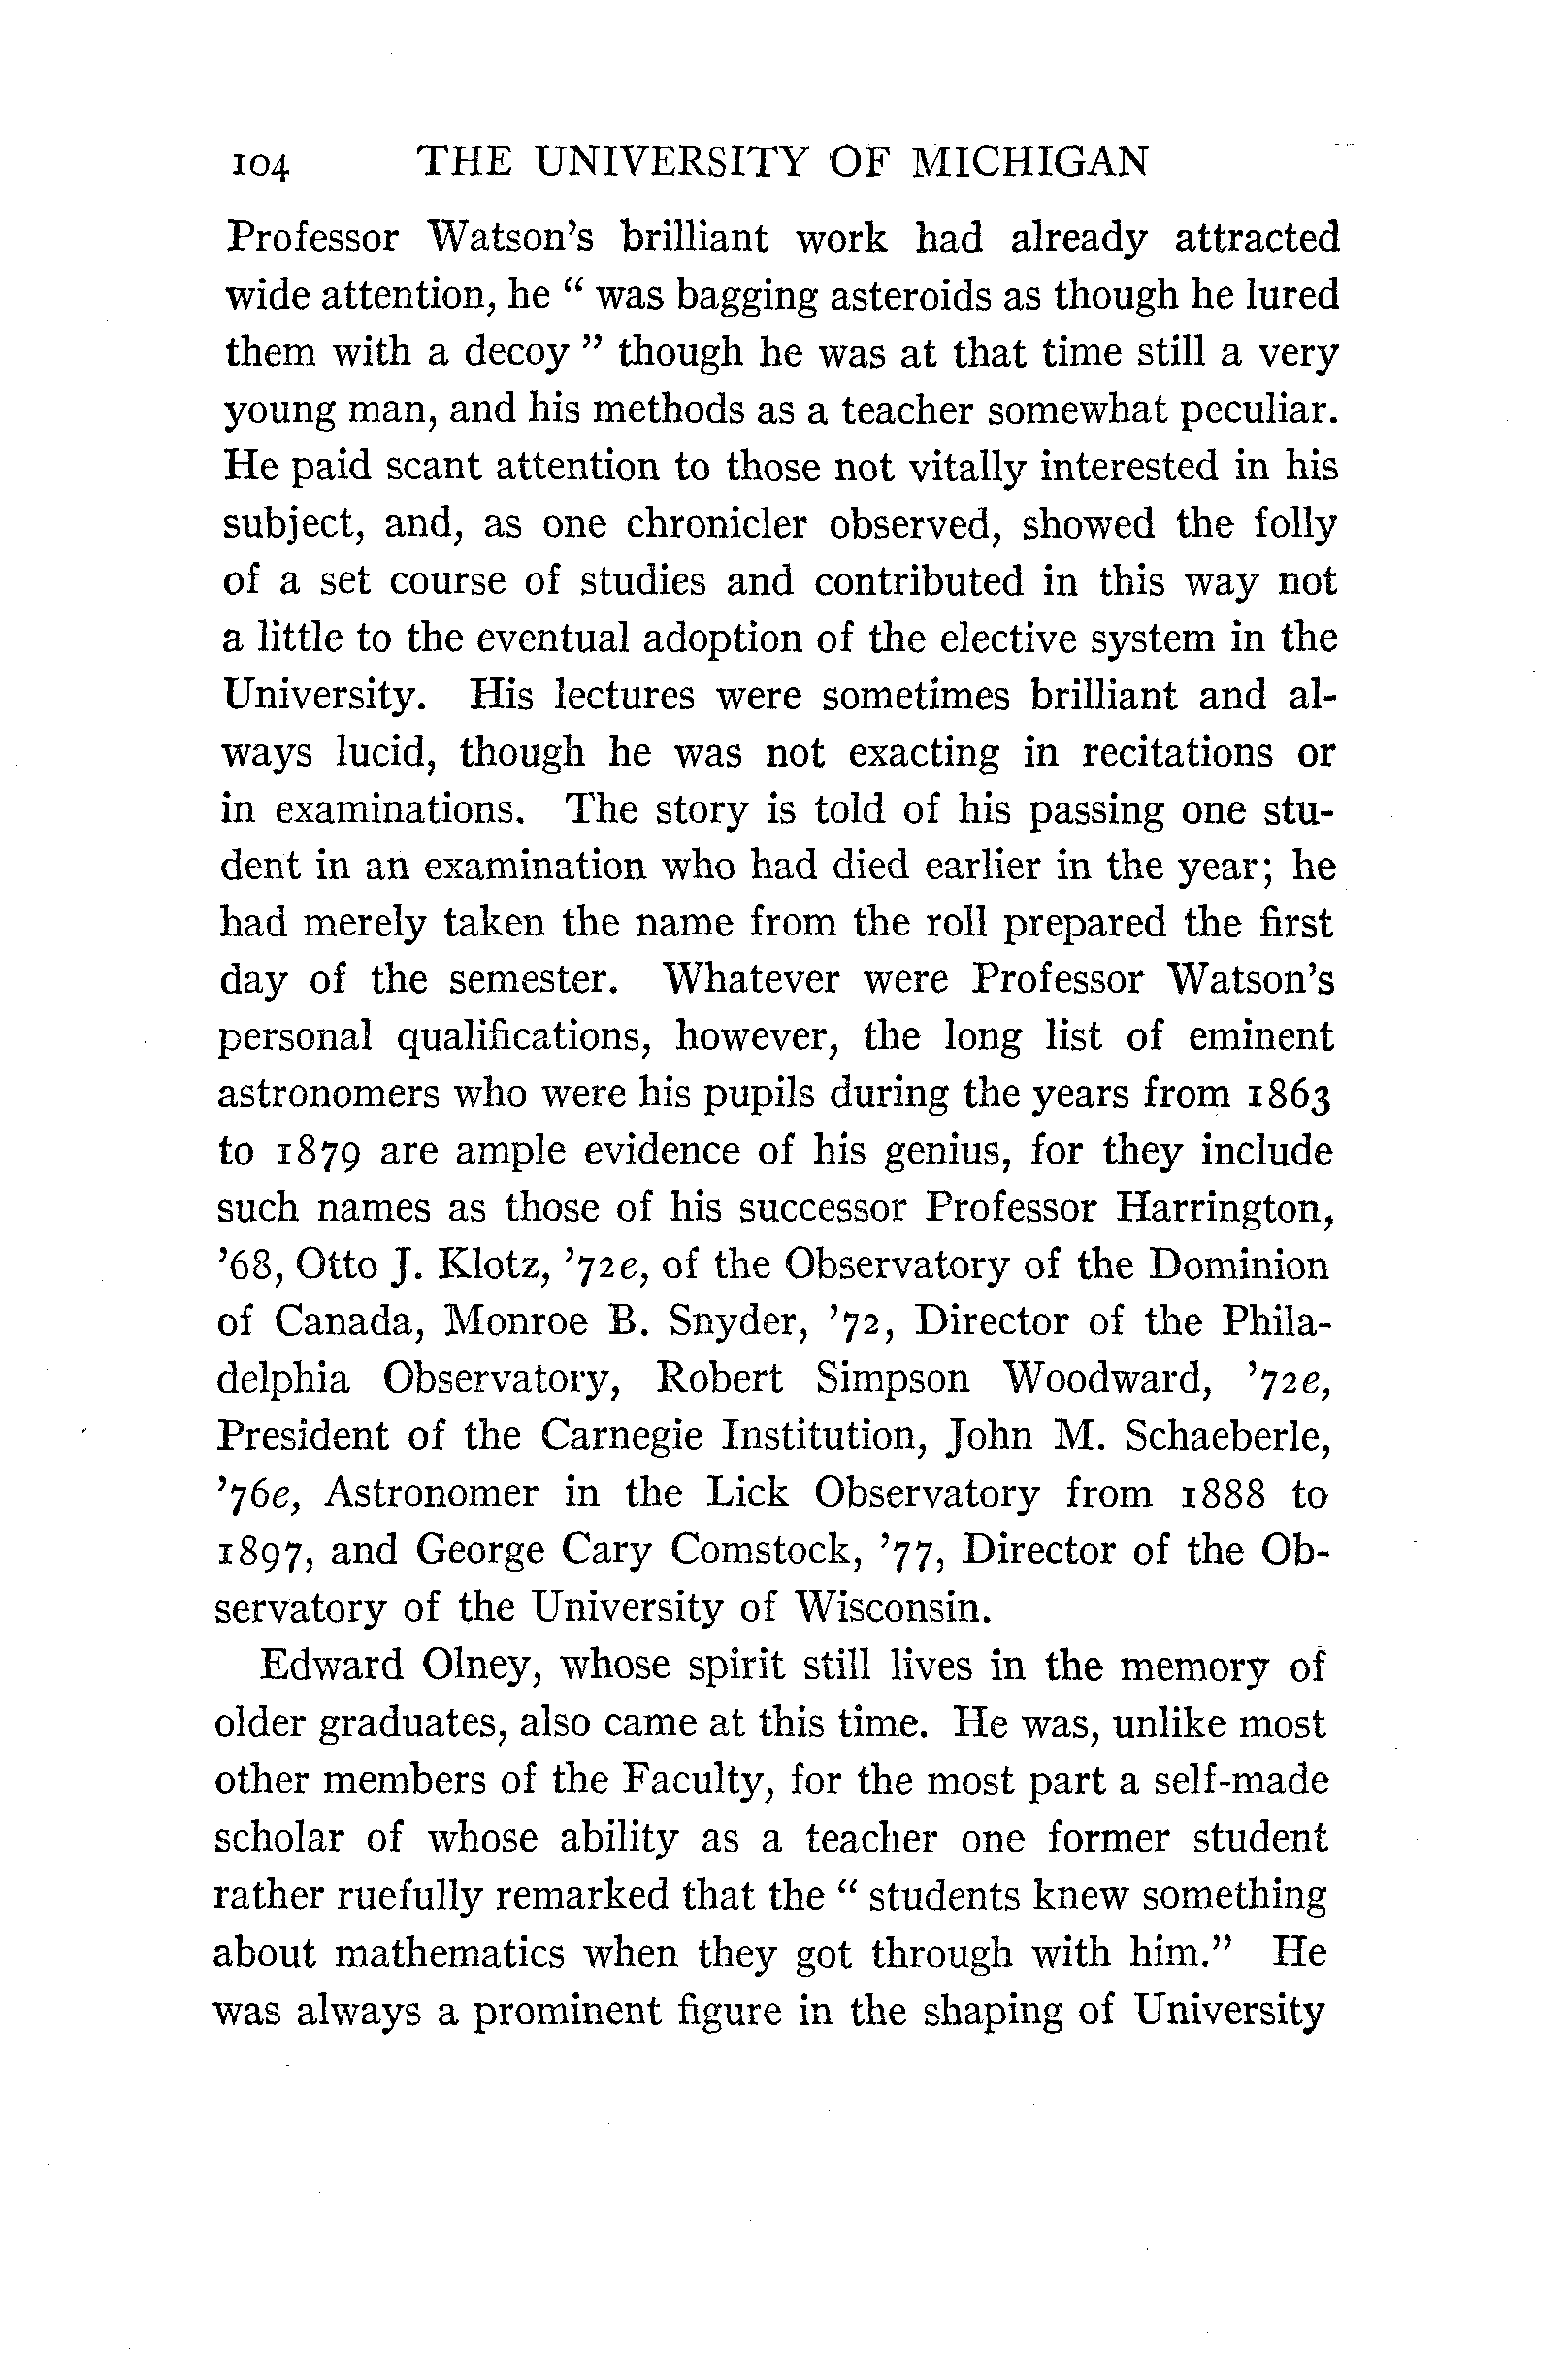 104 THE UNIVERSITY OF MICHIGAN
Professor Watson's brilliant work had already attracted
wide attention, he " was bagging asteroids as though he lured
them with a decoy " though he was at that time still a very
young man, and his methods as a teacher somewhat peculiar.
He paid scant attention to those not vitally interested in his
subject, and, as one chronicler observed, showed the folly
of a set course of studies and contributed in this way not
a little to the eventual adoption of the elective system in the
University. His lectures were sometimes brilliant and al-
ways lucid, though he was not exacting in recitations or
in examinations. The story is told of his passing one stu-
dent in an examination who had died earlier in the year; he
had merely taken the name from the roll prepared the first
day of the semester. Whatever were Professor Watson's
personal qualifications, however, the long list of eminent
astronomers who were his pupils during the years from 1863
to 1879 are ample evidence of his genius, for they include
such names as those of his successor Professor Harrington,
'68, Otto J. Klotz, '72e, of the Observatory of the Dominion
of Canada, Monroe B. Snyder, '72, Director of the Phila-
delphia Observatory, Robert Simpson Woodward, '72e,
President of the Carnegie Institution, John M. Schaeberle,
'76e, Astronomer in the Lick Observatory from 1888 to
1897, and George Cary Comstock, '77, Director of the Ob-
servatory of the University of Wisconsin.
Edward Olney, whose spirit still lives in the memory of
older graduates, also came at this time. He was, unlike most
other members of the Faculty, for the most part a self-made
scholar of whose ability as a teacher one former student
rather ruefully remarked that the " students knew something
about mathematics when they got through with him." He
was always a prominent figure in the shaping of University